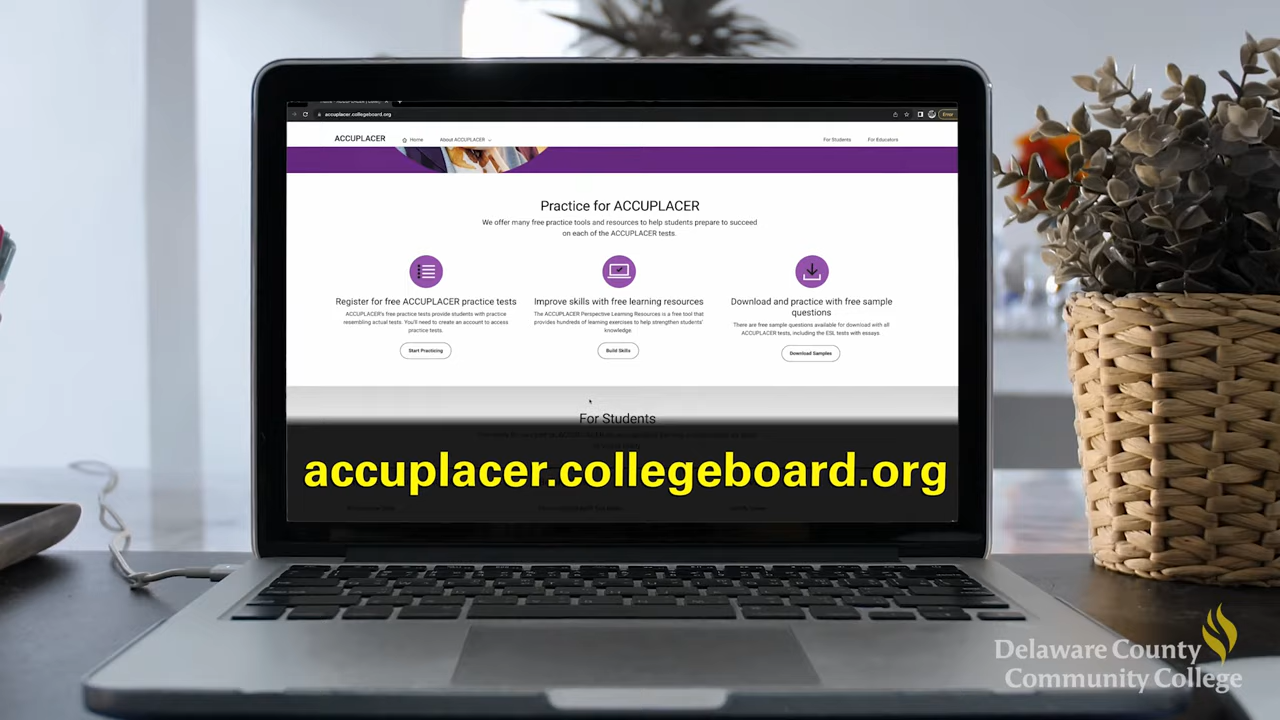 accuplacer.collegeboard.org
Error
ACCUPLACER
Home
About ACCUPLACER
For Students
For Educators
Practice for ACCUPLACER
We offer many free practice tools and resources to help students prepare to succeed
on each of the ACCUPLACER tests.
Register for free ACCUPLACER practice tests
ACCUPLACER's free practice tests provide students with practice
resembling actual tests. You'll need to create an account to access
practice tests.
Start Practicing
Improve skills with free learning resources
The ACCUPLACER Perspective Learning Resources is a free tool that
provides hundreds of learning exercises to help strengthen students'
knowledge.
Build Skills
Download and practice with free sample
questions
There are free sample questions available for download with all
ACCUPLACER tests, including the ESL tests with essays.
Download Samples
For Students
accuplacer.collegeboard.org
Delaware County
Community College